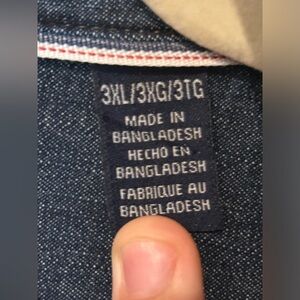 3XL/3XG/3TG
MADE IN
BANGLADESH
HECHO EN
BANGLADESH
FABRIQUE AU
BANGLADESH